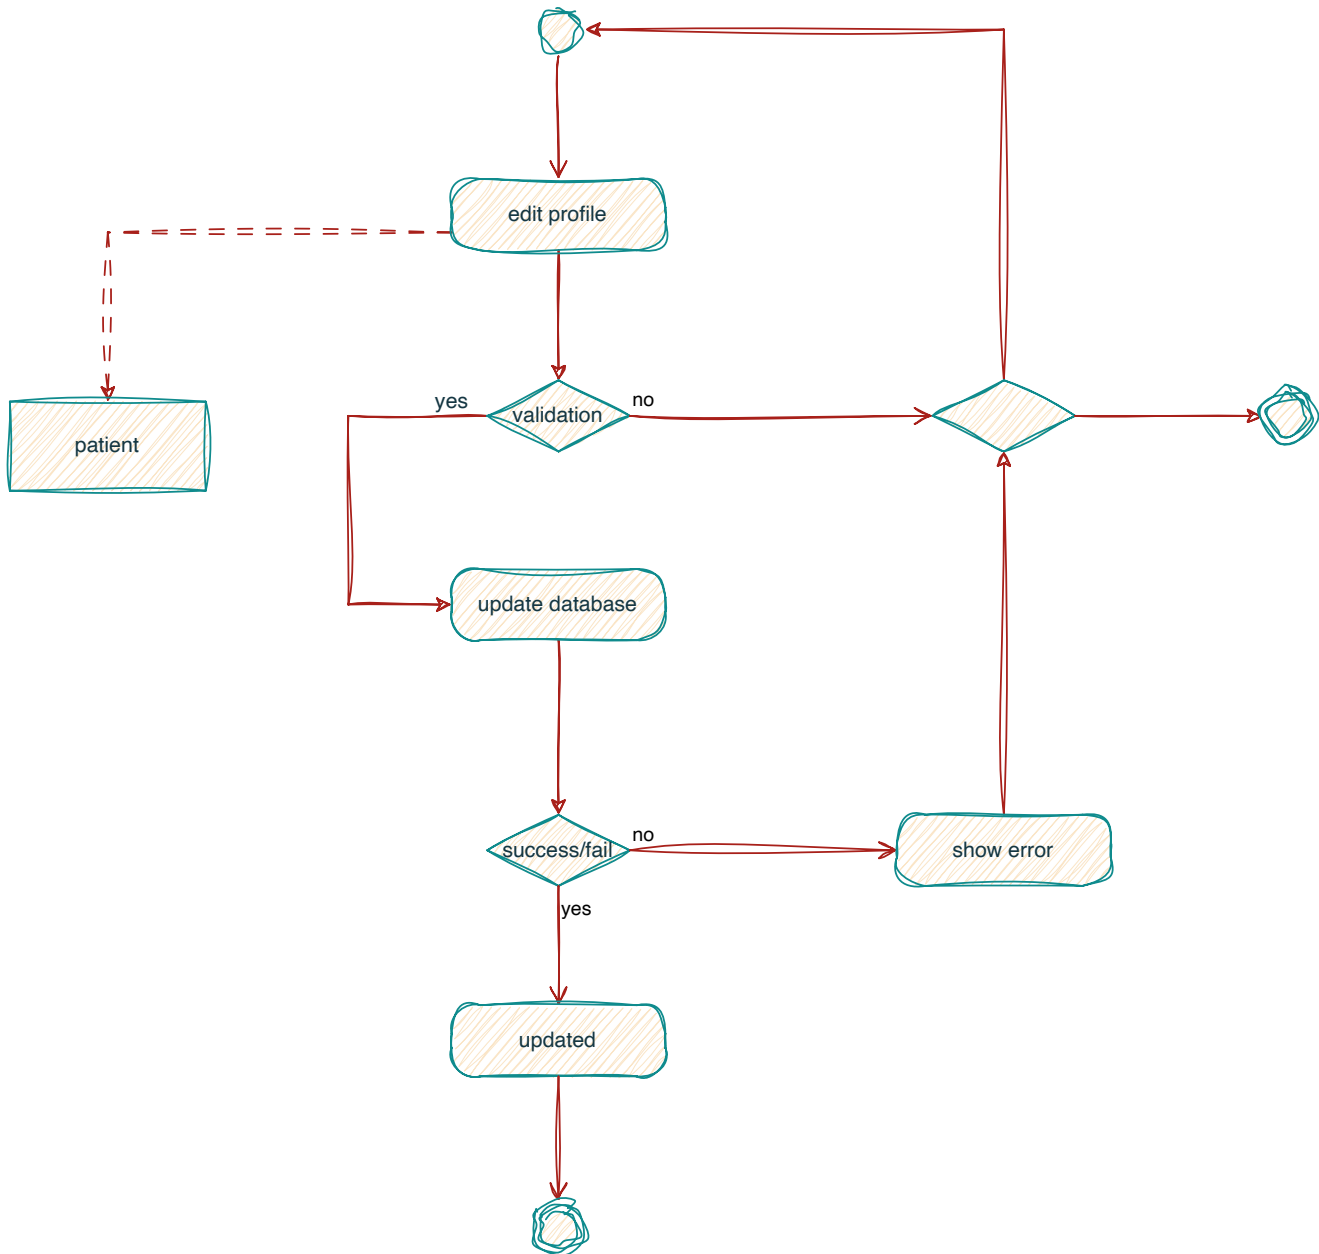 edit profile
yes
validation
no
patient
update database
success/fail
no
show error
yes
updated